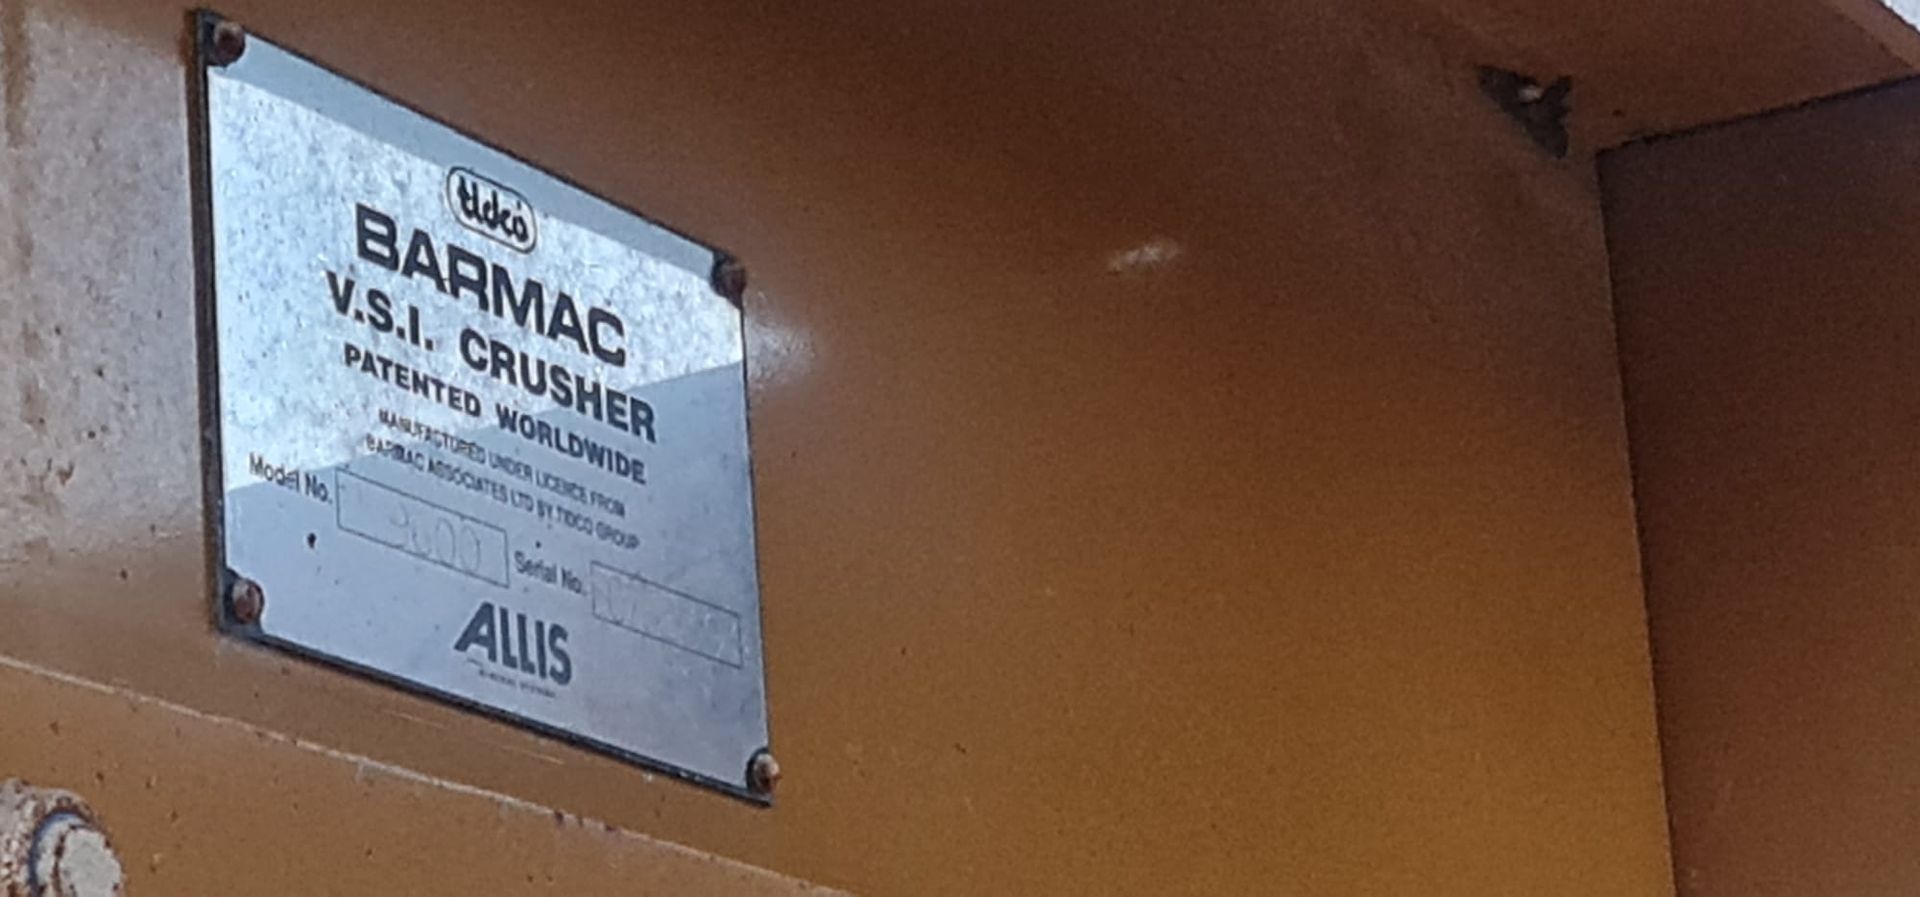 tidco
BARMAC
V.S.I. CRUSHER
PATENTED WORLDWIDE
MANUFACTURED UNDER LICENCE FROM
BARMAC ASSOCIATES LTD BY TIDCO GROUP
Model No.
Serial No.
ALLIS